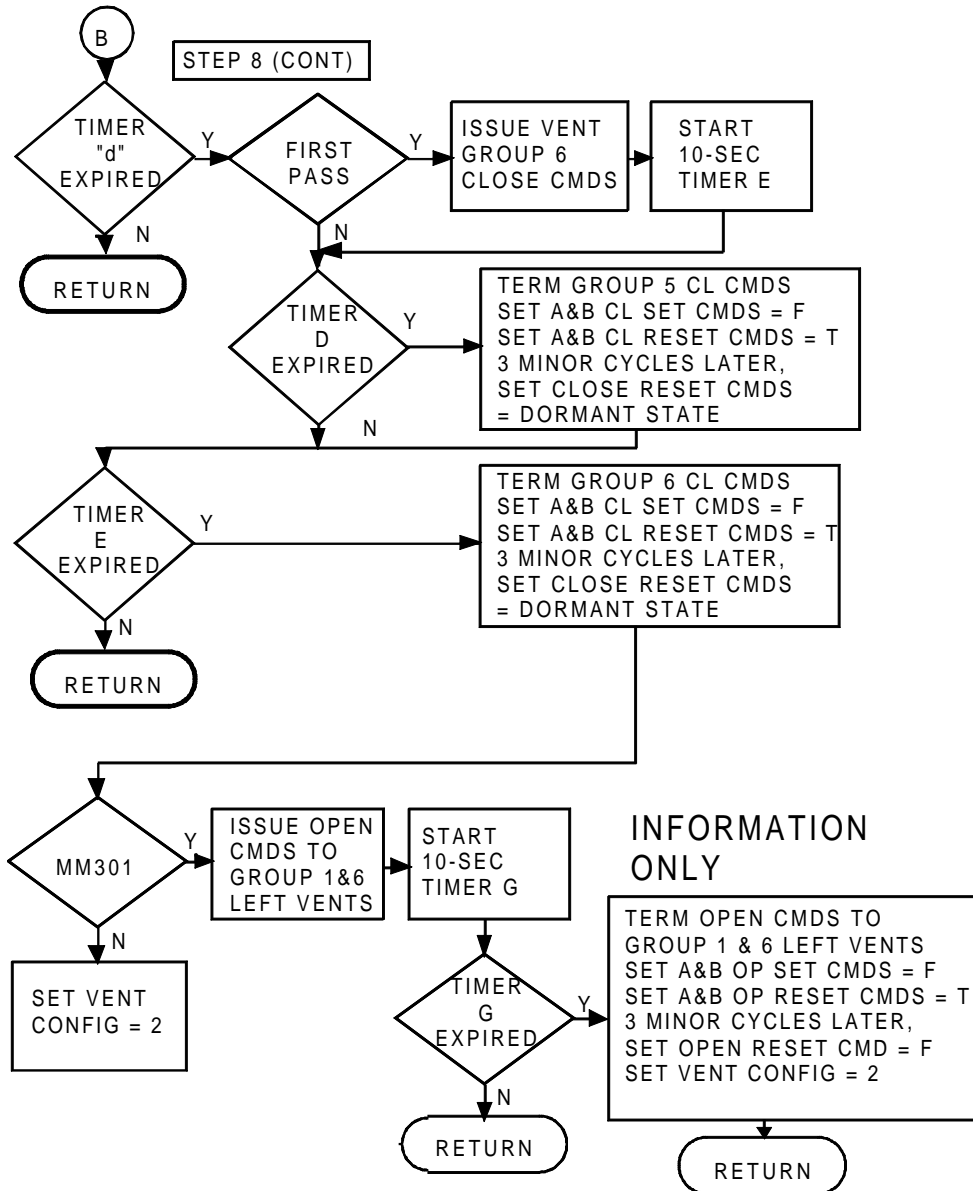 B
STEP 8 (CONT)
TIMER
"d"
EXPIRED
Y
N
RETURN
FIRST
PASS
Y
N
ISSUE VENT
GROUP 6
CLOSE CMDS
START
10-SEC
TIMER E
TIMER
D
EXPIRED
Y
N
TERM GROUP 5 CL CMDS
SET A&B CL SET CMDS = F
SET A&B CL RESET CMDS = T
3 MINOR CYCLES LATER,
SET CLOSE RESET CMDS
= DORMANT STATE
TIMER
E
EXPIRED
Y
N
RETURN
TERM GROUP 6 CL CMDS
SET A&B CL SET CMDS = F
SET A&B CL RESET CMDS = T
3 MINOR CYCLES LATER,
SET CLOSE RESET CMDS
= DORMANT STATE
MM301
Y
N
SET VENT
CONFIG = 2
ISSUE OPEN
CMDS TO
GROUP 1&6
LEFT VENTS
START
10-SEC
TIMER G
TIMER
G
EXPIRED
Y
N
RETURN
INFORMATION
ONLY
TERM OPEN CMDS TO
GROUP 1 & 6 LEFT VENTS
SET A&B OP SET CMDS = F
SET A&B OP RESET CMDS = T
3 MINOR CYCLES LATER,
SET OPEN RESET CMD = F
SET VENT CONFIG = 2
RETURN